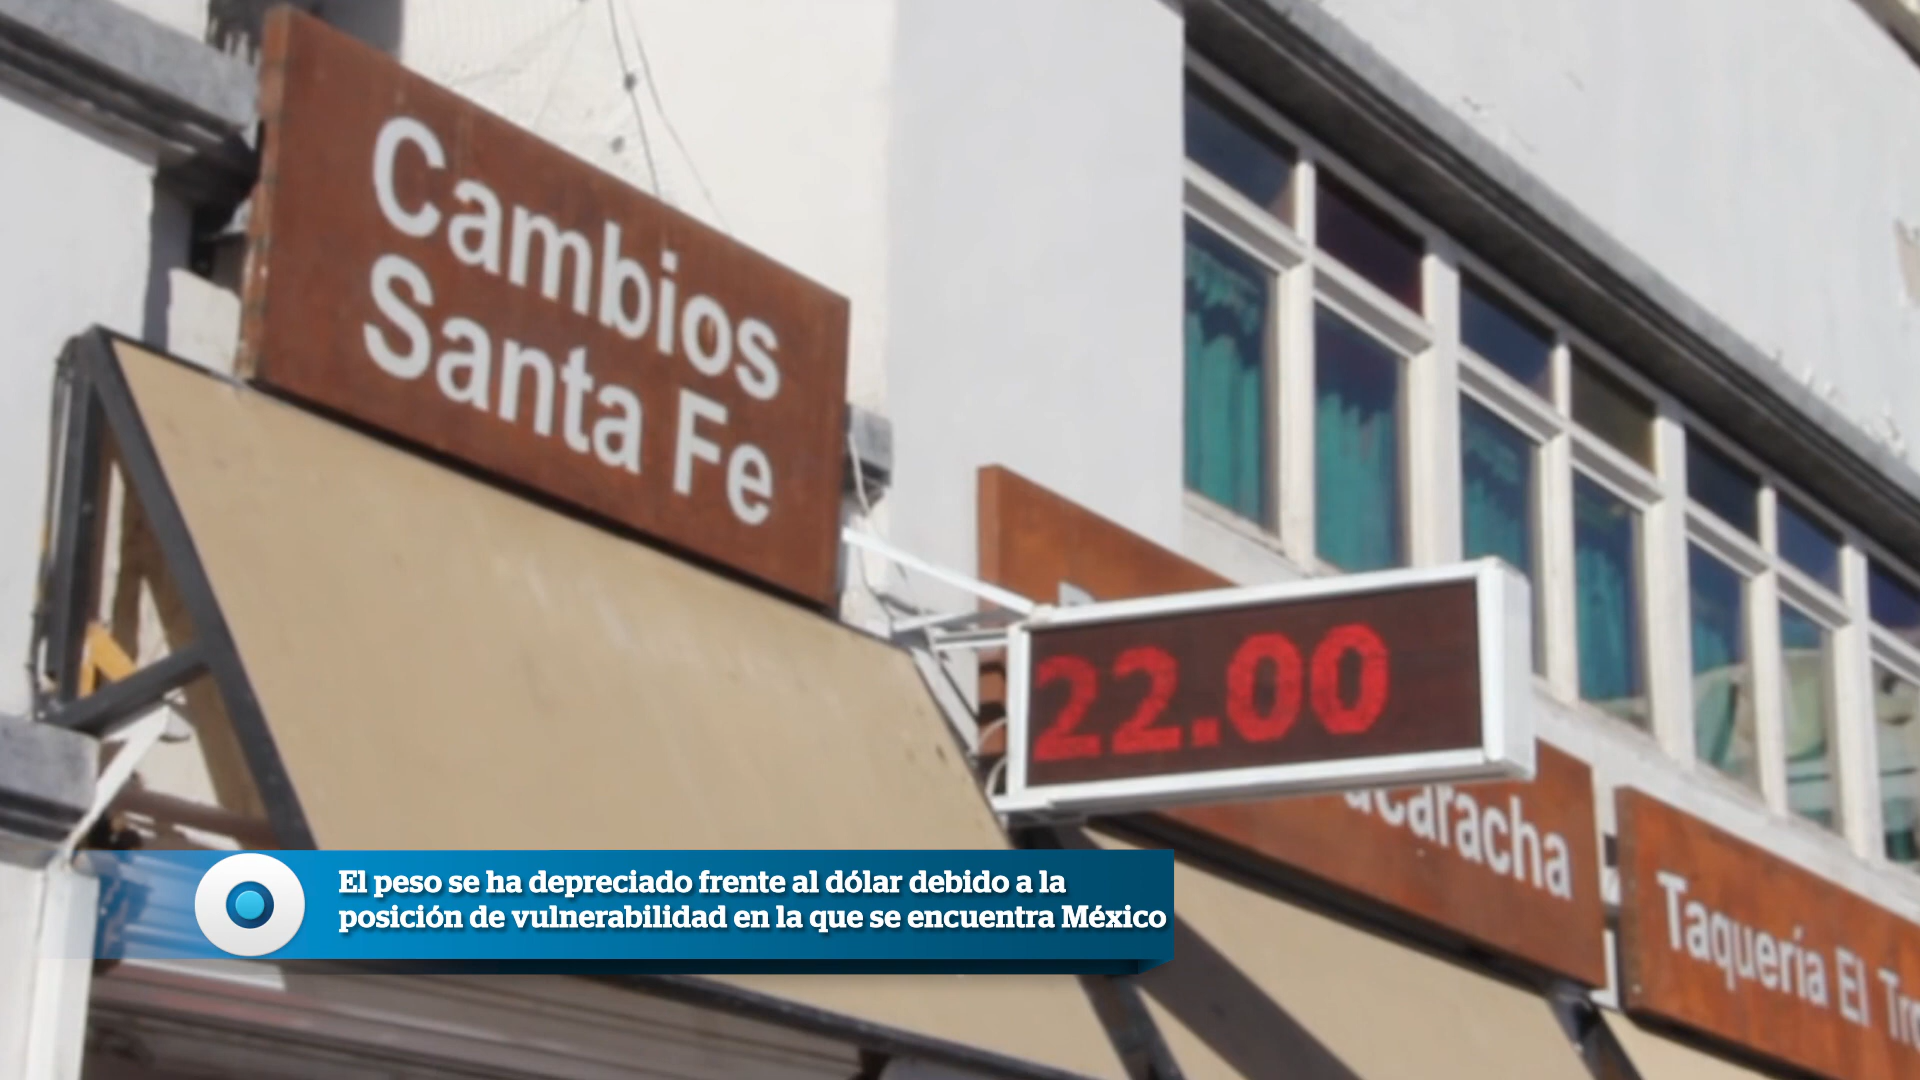 Cambios
Santa Fe
22.00
El peso se ha depreciado frente al dólar debido a la
posición de vulnerabilidad en la que se encuentra México
Taquería El